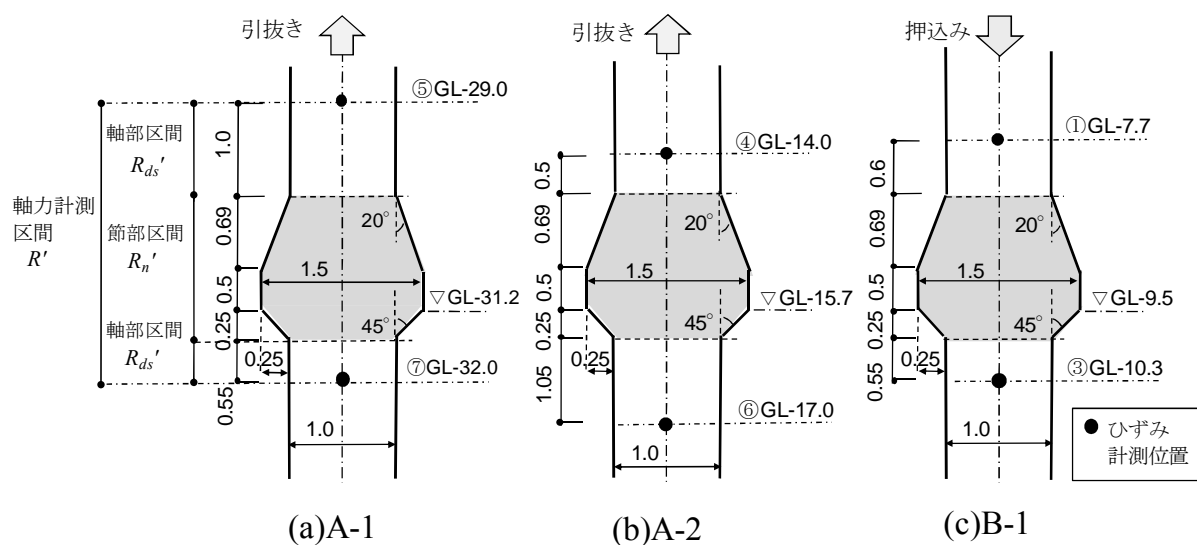 引抜き
⑤GL-29.0
軸部区間
Rds′
1.0
軸力計測
区間
R′
節部区間
Rn′
0.69
20°
1.5
0.5
▽GL-31.2
45°
0.25
軸部区間
Rds′
0.25
⑦GL-32.0
0.55
1.0
(a)A-1
引抜き
④GL-14.0
0.5
0.69
20°
1.5
0.5
▽GL-15.7
45°
0.25
0.25
1.05
⑥GL-17.0
1.0
(b)A-2
押込み
①GL-7.7
0.6
0.69
20°
1.5
0.5
▽GL-9.5
45°
0.25
0.25
③GL-10.3
0.55
1.0
(c)B-1
● ひずみ
計測位置